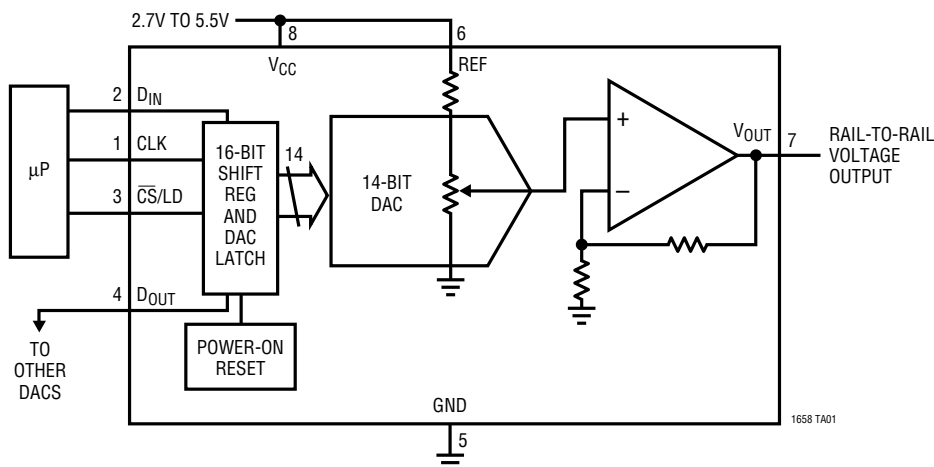 2.7V TO 5.5V
8
6
VCC
REF
2 DIN
1 CLK
3 C̅S̅/LD
μP
16-BIT
SHIFT
REG
AND
DAC
LATCH
14
14-BIT
DAC
+
–
VOUT
7
RAIL-TO-RAIL
VOLTAGE
OUTPUT
4 DOUT
TO
OTHER
DACS
POWER-ON
RESET
GND
5
1658 TA01